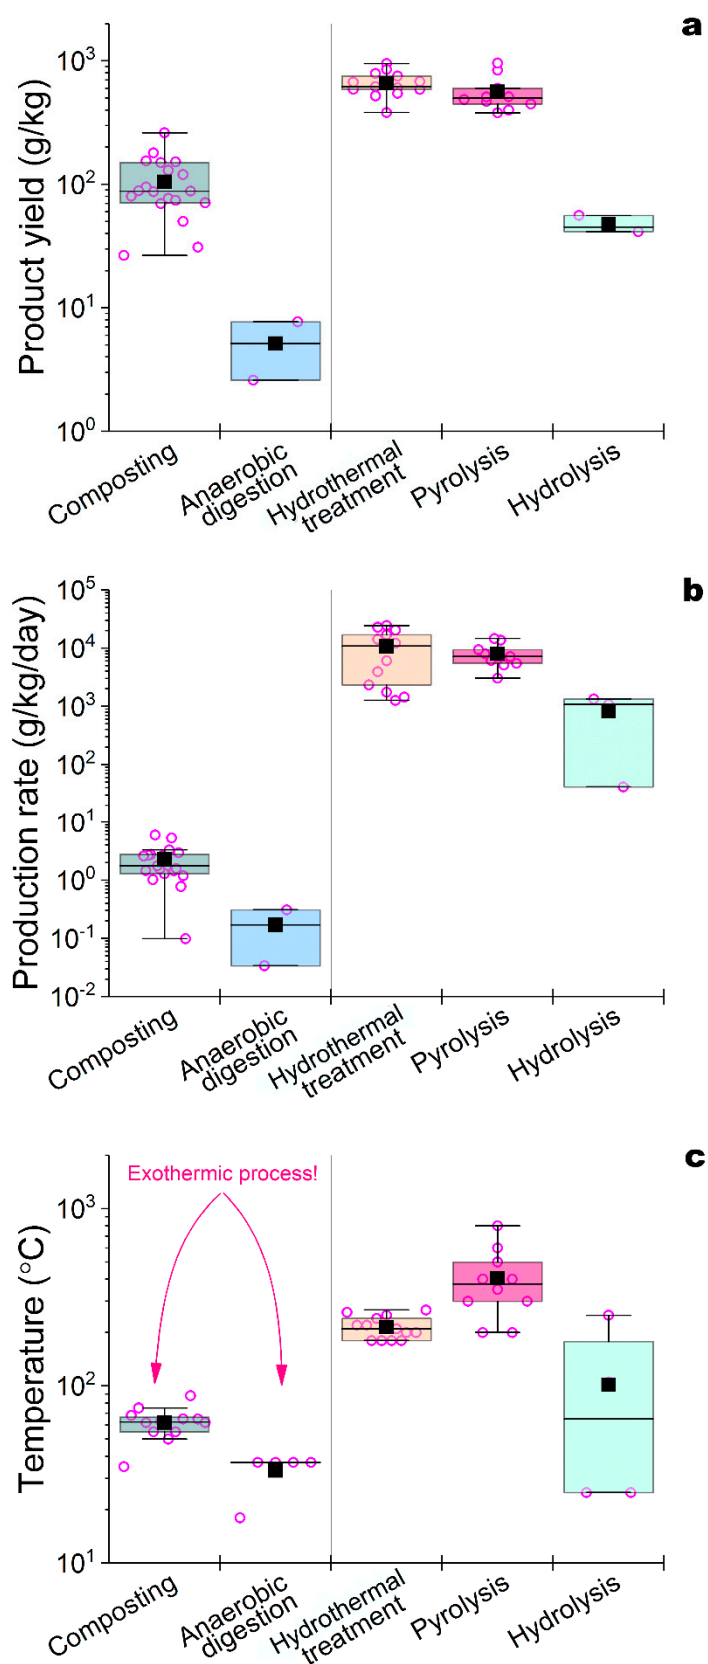 a
Product yield (g/kg)
10³
10²
10¹
10⁰
Composting
Anaerobic
digestion
Hydrothermal
treatment
Pyrolysis
Hydrolysis
b
Production rate (g/kg/day)
10⁵
10⁴
10³
10²
10¹
10⁰
10⁻¹
10⁻²
Composting
Anaerobic
digestion
Hydrothermal
treatment
Pyrolysis
Hydrolysis
c
Exothermic process!
Temperature (°C)
10³
10²
10¹
Composting
Anaerobic
digestion
Hydrothermal
treatment
Pyrolysis
Hydrolysis